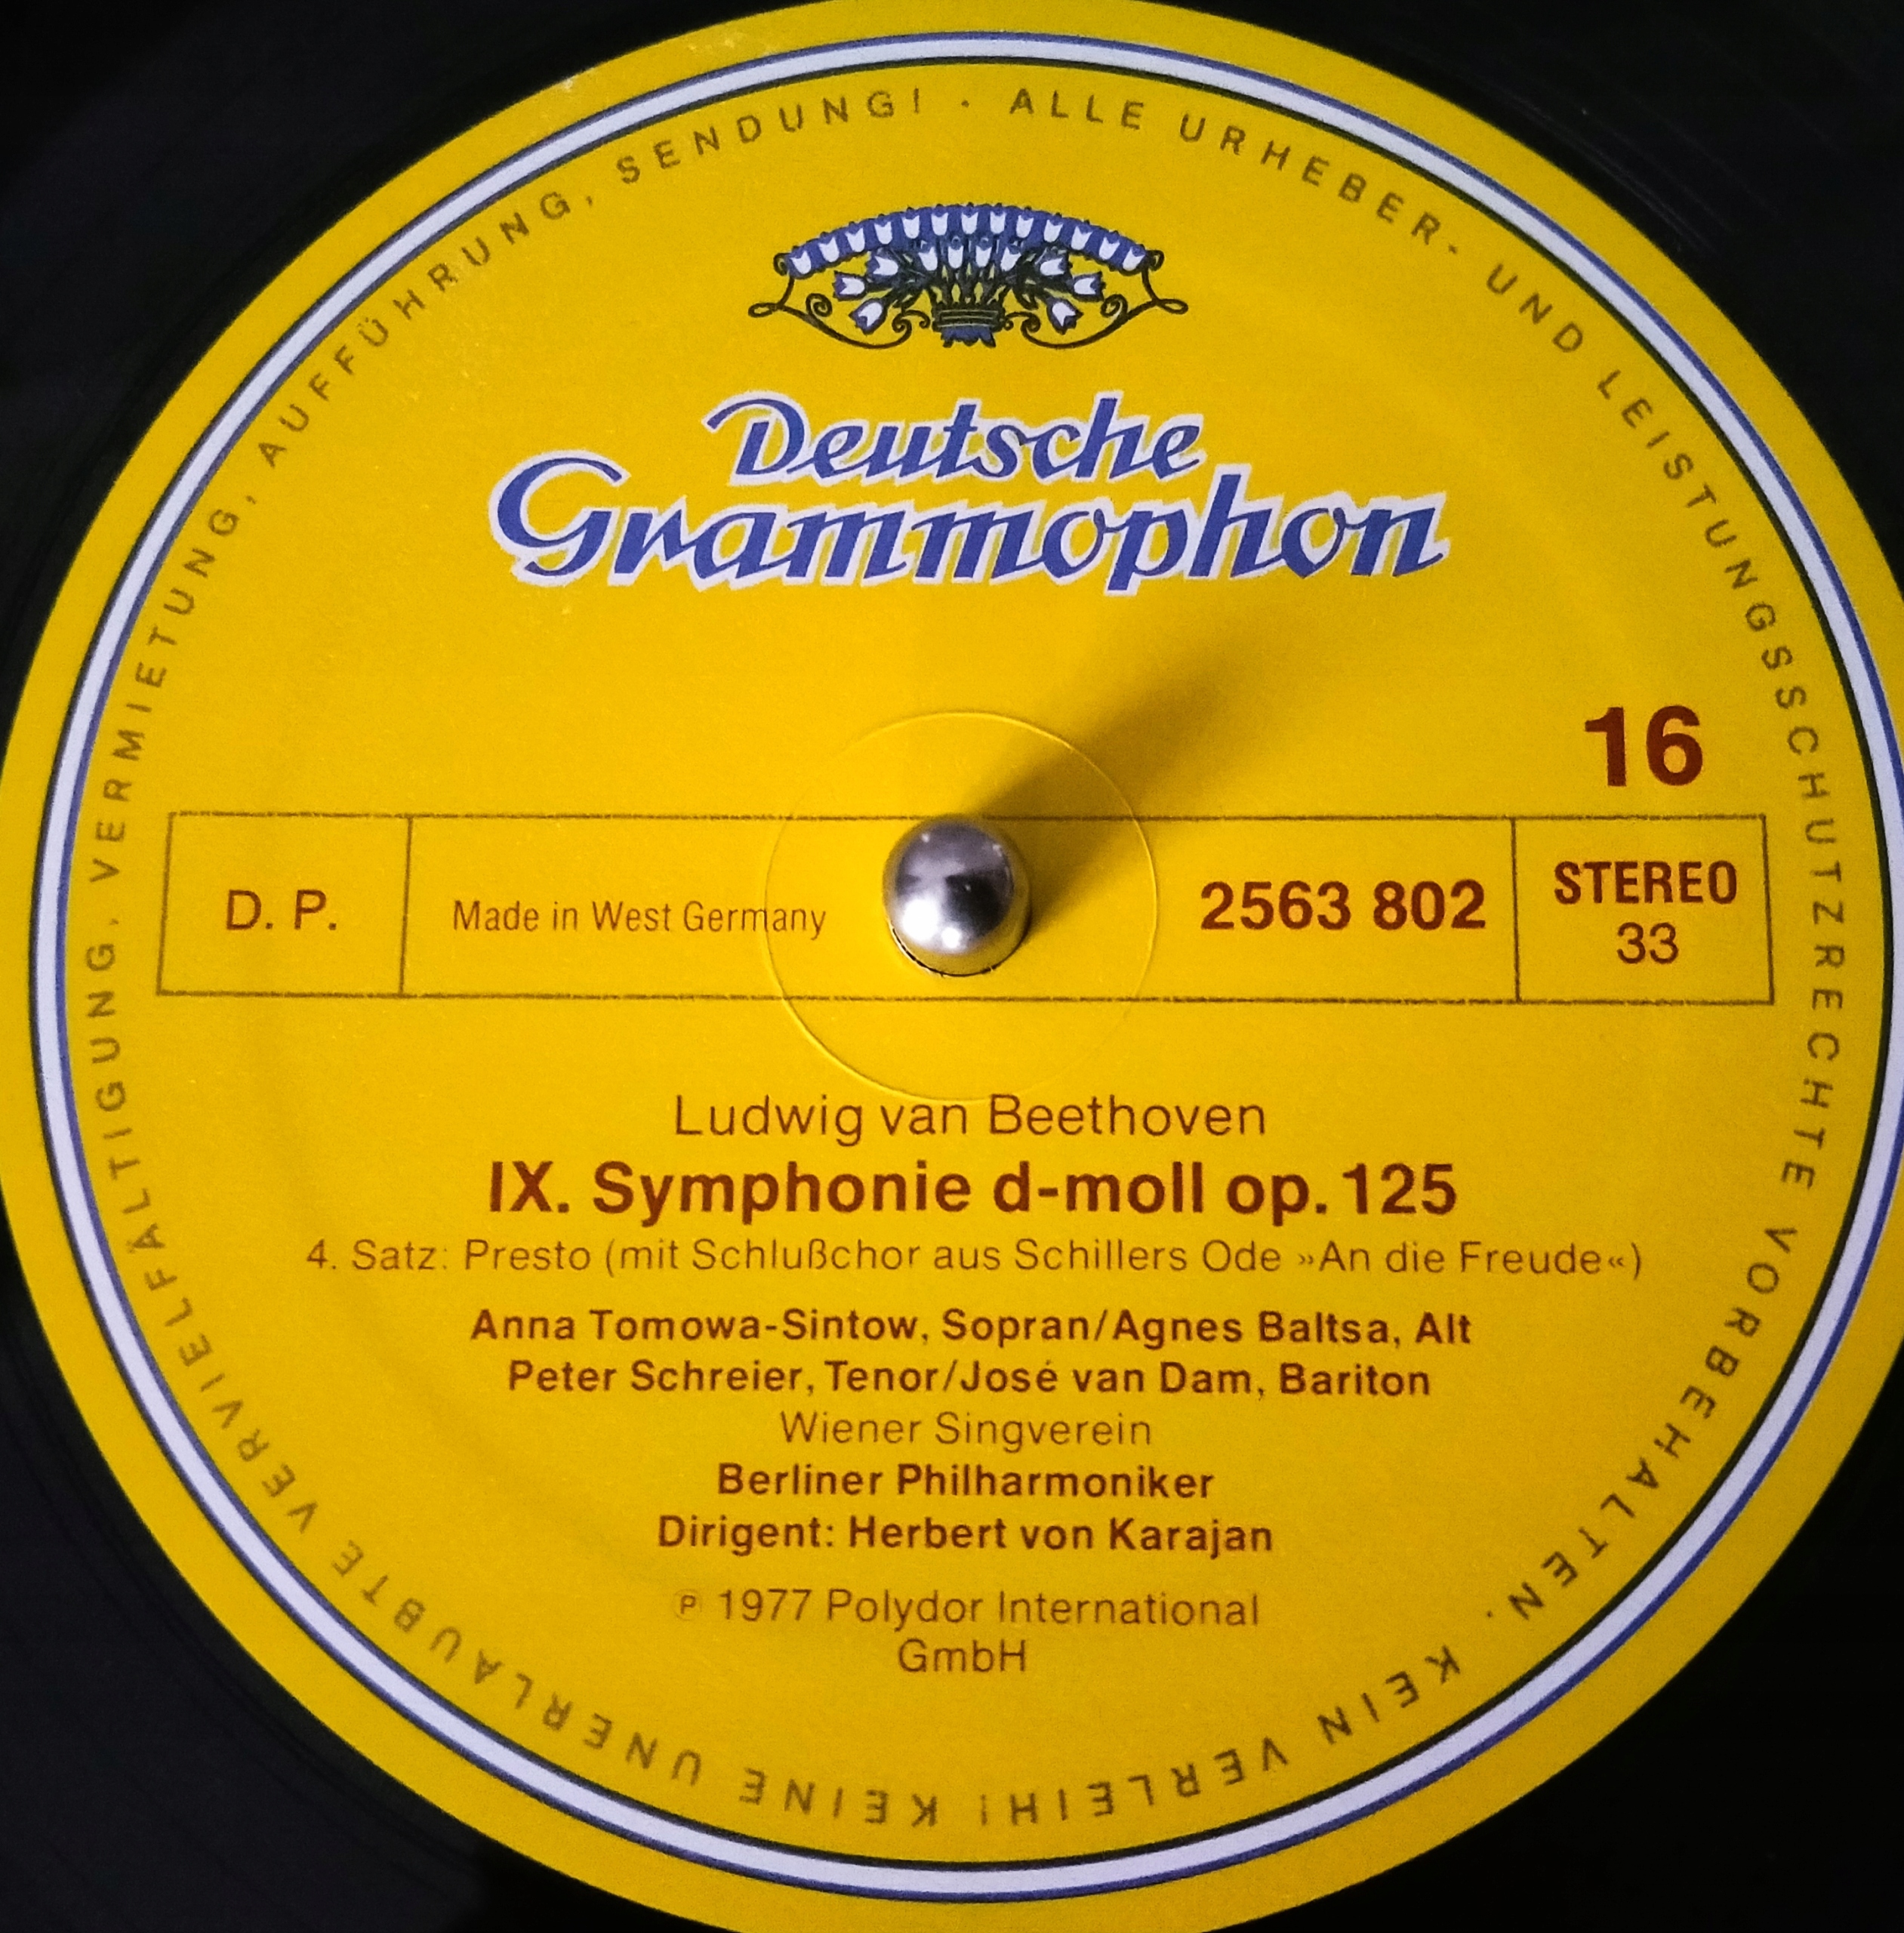 ALLE URHEBER- UND LEISTUNGSSCHUTZRECHTE VORBEHALTEN. KEIN VERLEIH! KEINE UNERLAUBTE VERVIELFÄLTIGUNG, VERMIETUNG, AUFFÜHRUNG, SENDUNG! ·
Deutsche
Grammophon
16
D. P.
Made in West Germany
2563 802
STEREO
33
Ludwig van Beethoven
IX. Symphonie d-moll op. 125
4. Satz: Presto (mit Schlußchor aus Schillers Ode »An die Freude«)
Anna Tomowa-Sintow, Sopran/Agnes Baltsa, Alt
Peter Schreier, Tenor/José van Dam, Bariton
Wiener Singverein
Berliner Philharmoniker
Dirigent: Herbert von Karajan
℗ 1977 Polydor International
GmbH